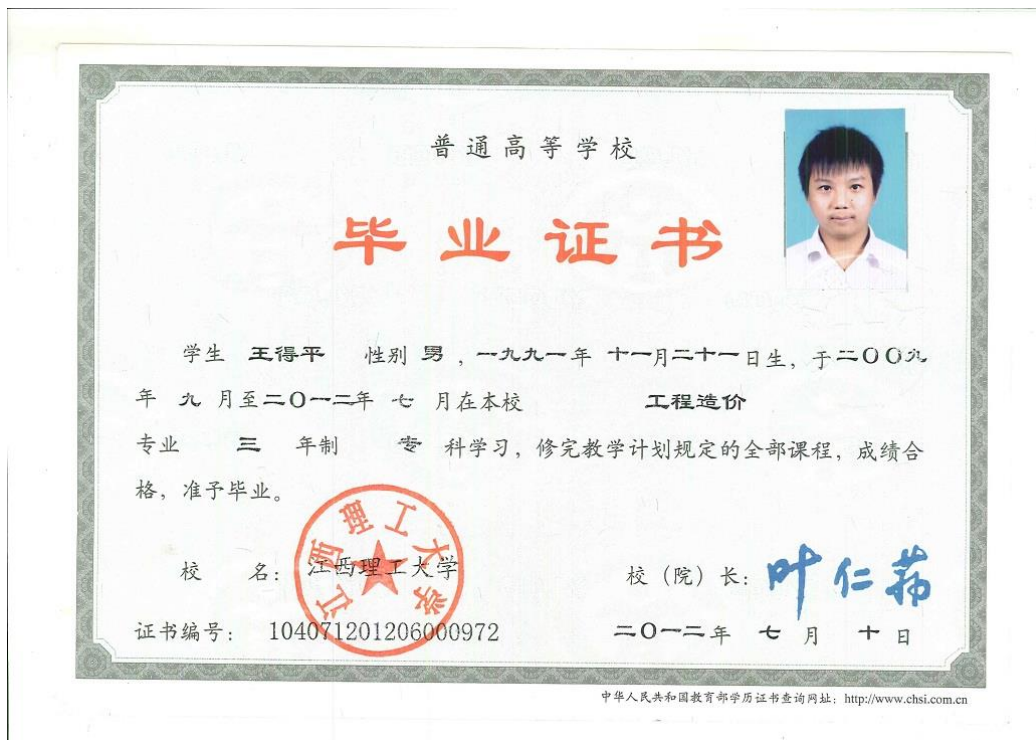 普通高等学校
毕业证书
学生 王得平 性别 男，一九九一年 十一月二十一日生，于二〇〇九
年 九 月至二〇一二年 七 月在本校 工程造价
专业 三 年制 专 科学习，修完教学计划规定的全部课程，成绩合
格，准予毕业。
江西理工大学
校 名：江西理工大学
校（院）长：叶仁荪
证书编号：104071201206000972
二〇一二年 七 月 十 日
中华人民共和国教育部学历证书查询网址：http://www.chsi.com.cn